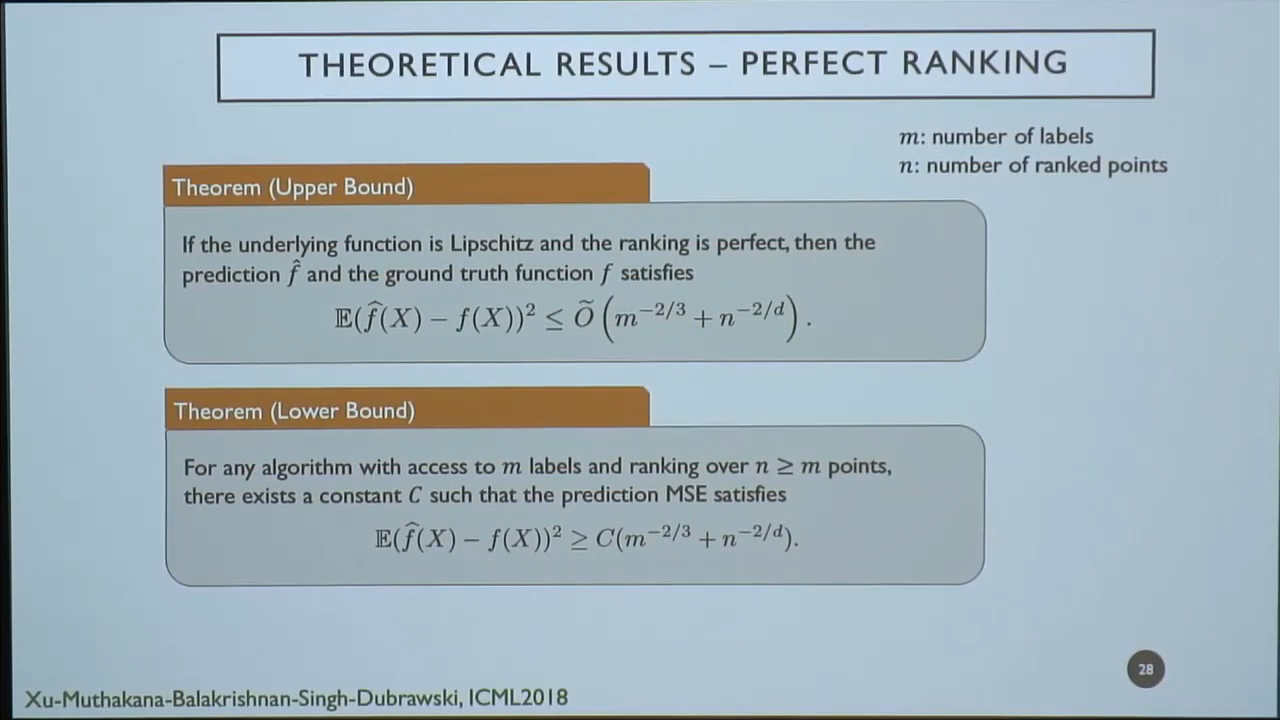 THEORETICAL RESULTS – PERFECT RANKING
m: number of labels
n: number of ranked points
Theorem (Upper Bound)
If the underlying function is Lipschitz and the ranking is perfect, then the
prediction f̂ and the ground truth function f satisfies
𝔼(f̂(X) − f(X))² ≤ Õ(m^{−2/3} + n^{−2/d}).
Theorem (Lower Bound)
For any algorithm with access to m labels and ranking over n ≥ m points,
there exists a constant C such that the prediction MSE satisfies
𝔼(f̂(X) − f(X))² ≥ C(m^{−2/3} + n^{−2/d}).
28
Xu-Muthakana-Balakrishnan-Singh-Dubrawski, ICML2018